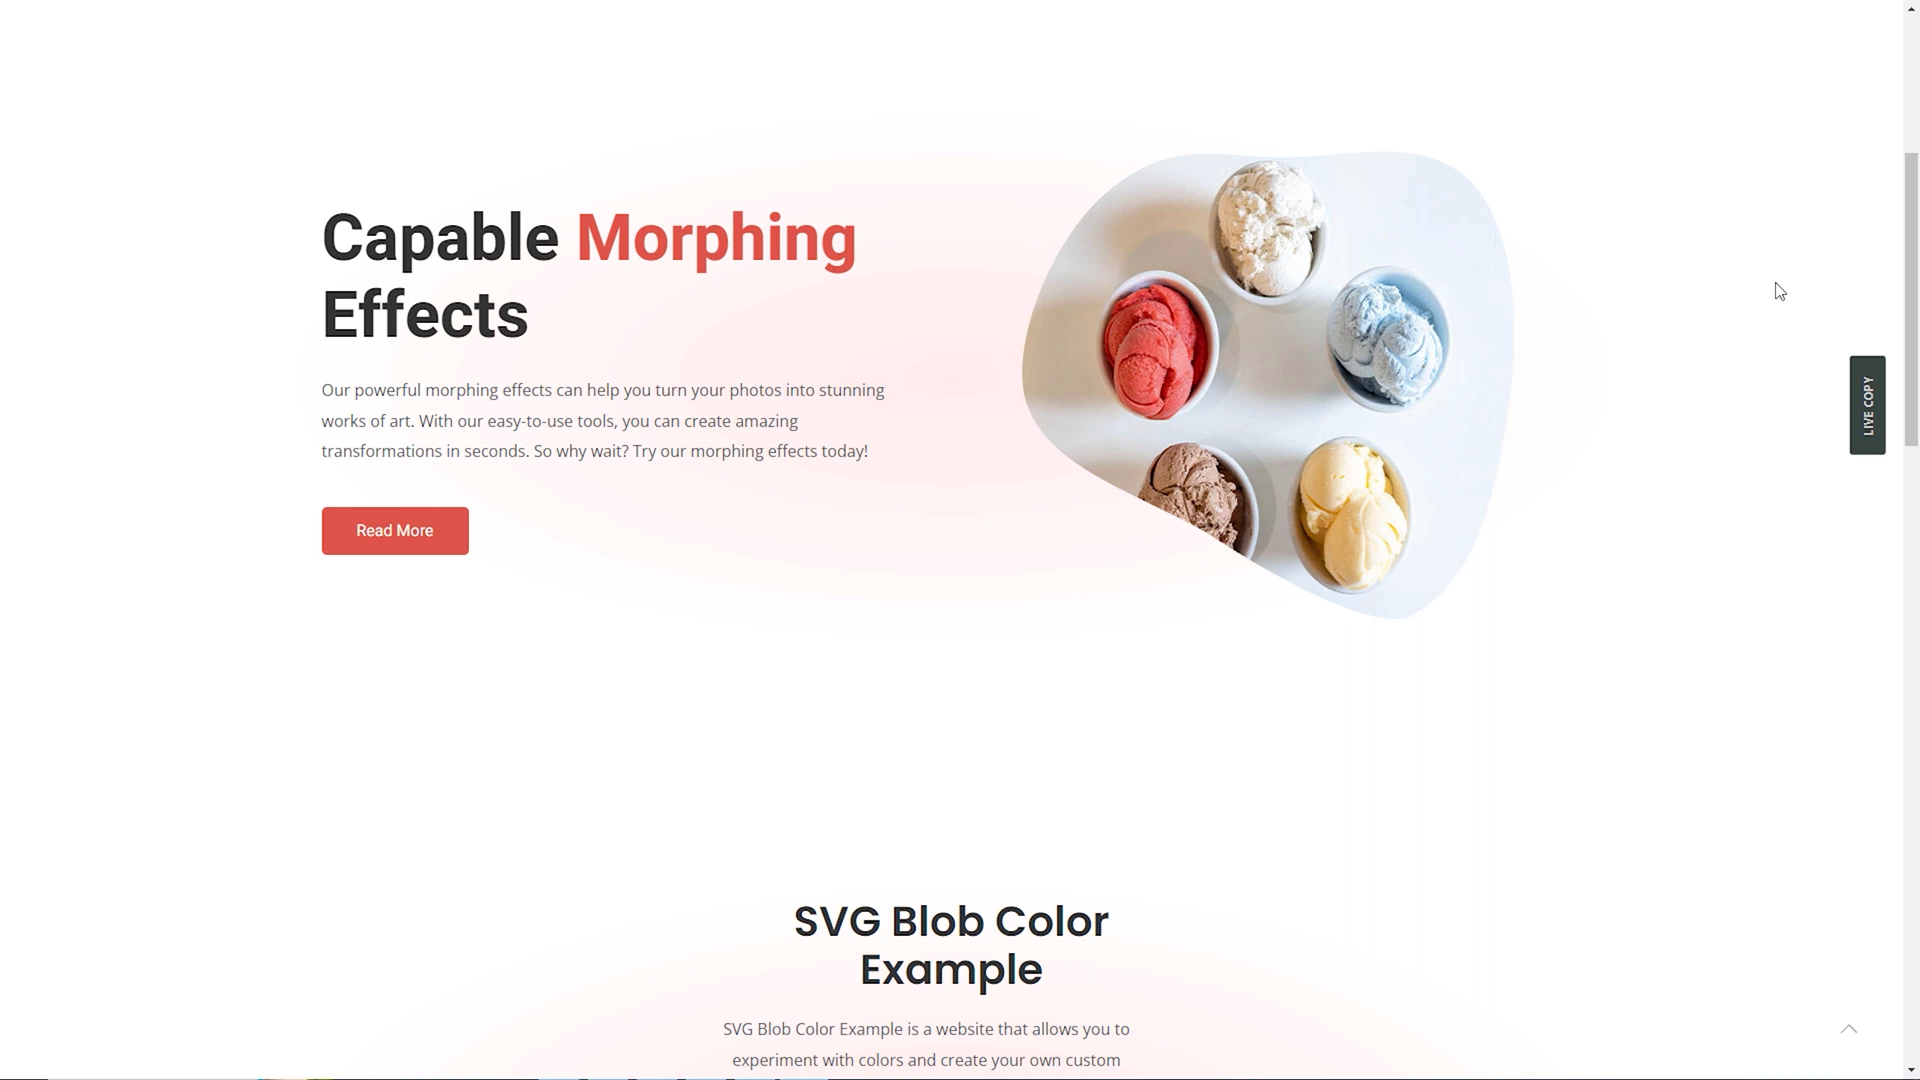 Capable Morphing
Effects
Our powerful morphing effects can help you turn your photos into stunning
works of art. With our easy-to-use tools, you can create amazing
transformations in seconds. So why wait? Try our morphing effects today!
Read More
LIVE COPY
SVG Blob Color
Example
SVG Blob Color Example is a website that allows you to
experiment with colors and create your own custom